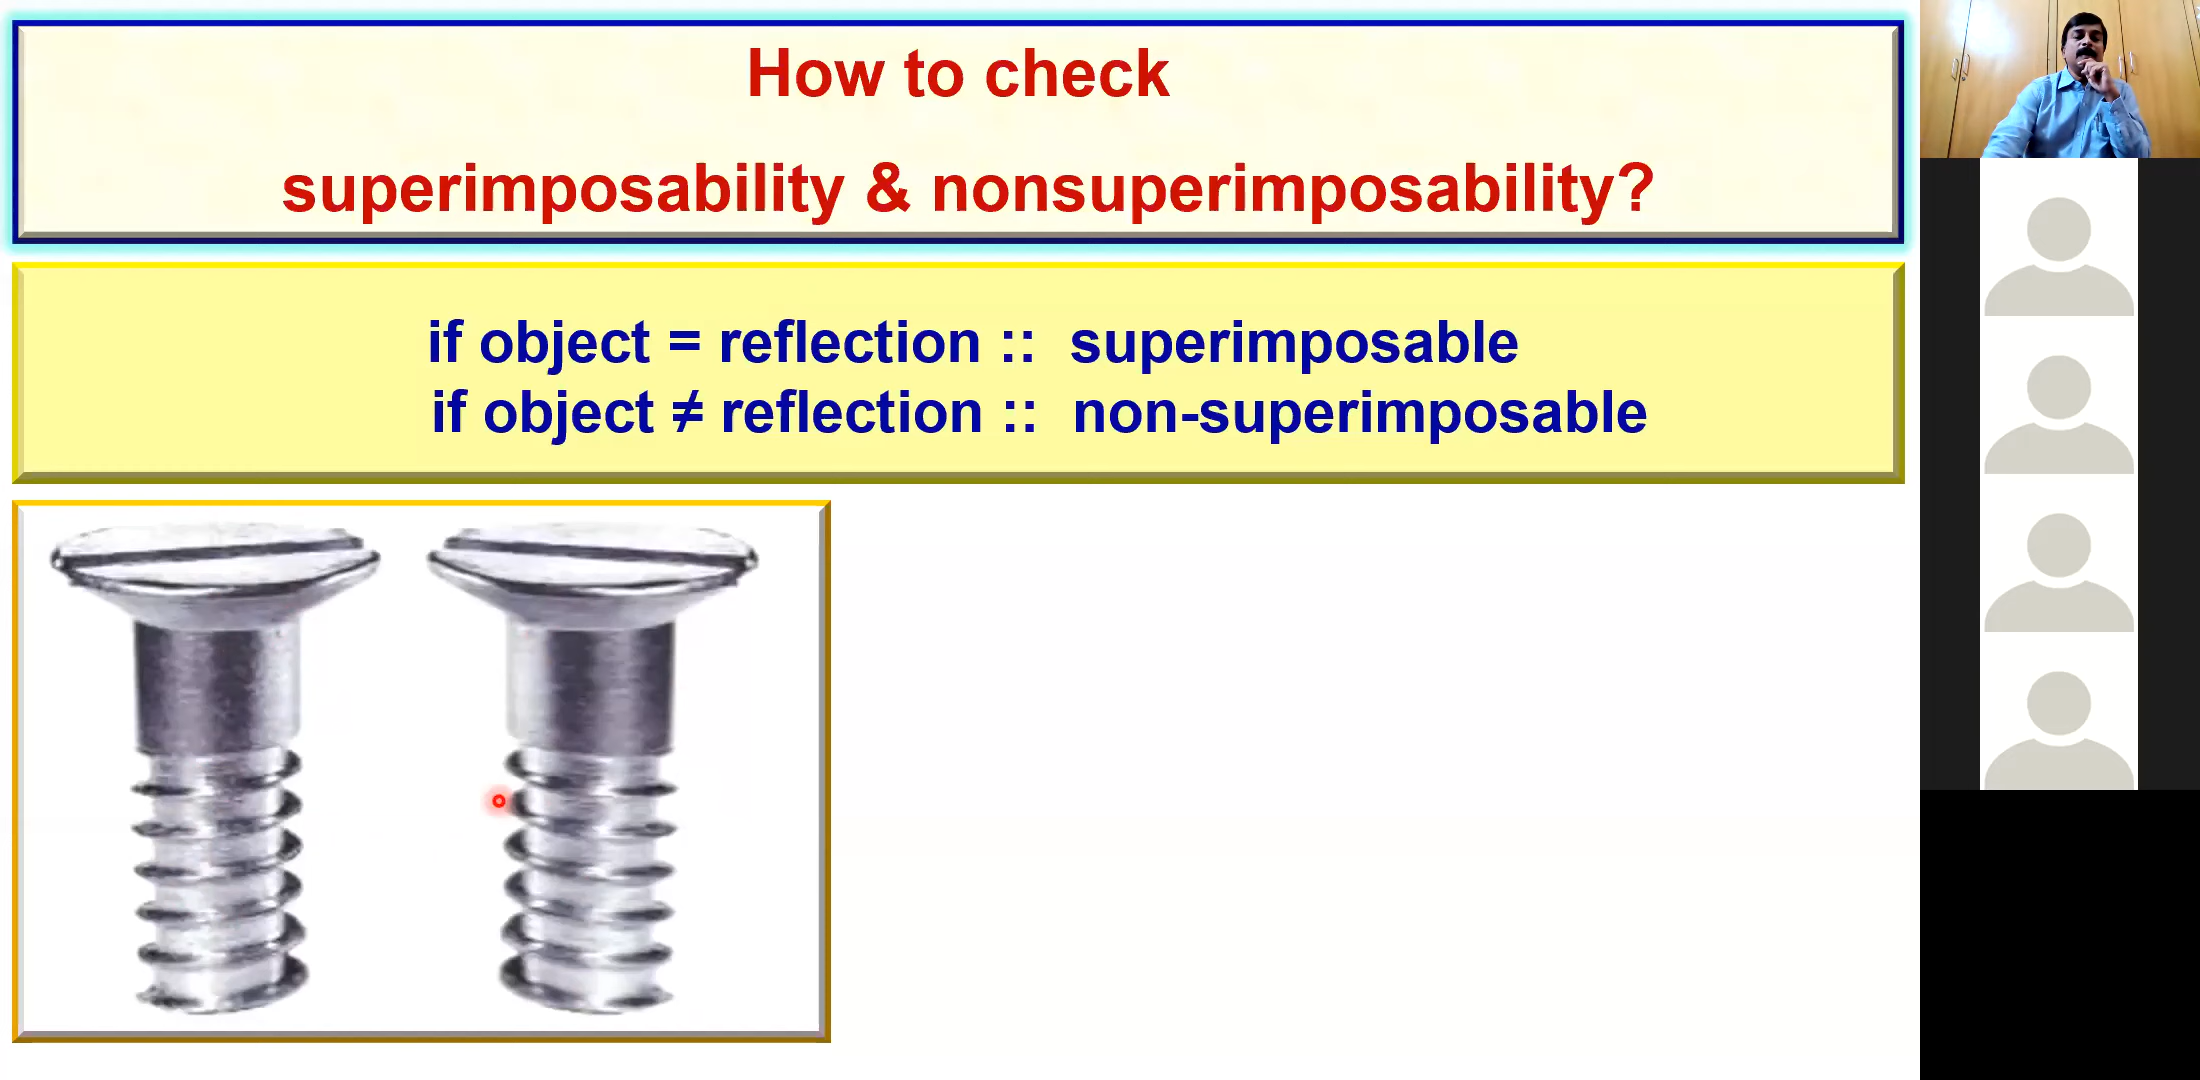 How to check
superimposability & nonsuperimposability?
if object = reflection :: superimposable
if object ≠ reflection :: non-superimposable